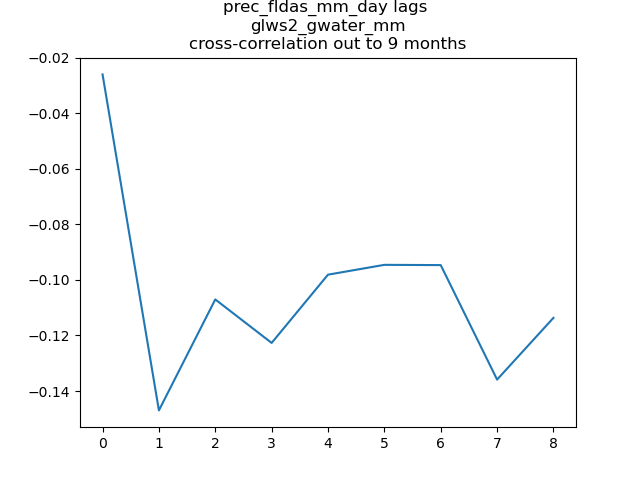 prec_fldas_mm_day lags
glws2_gwater_mm
cross-correlation out to 9 months
−0.02
−0.04
−0.06
−0.08
−0.10
−0.12
−0.14
0 1 2 3 4 5 6 7 8